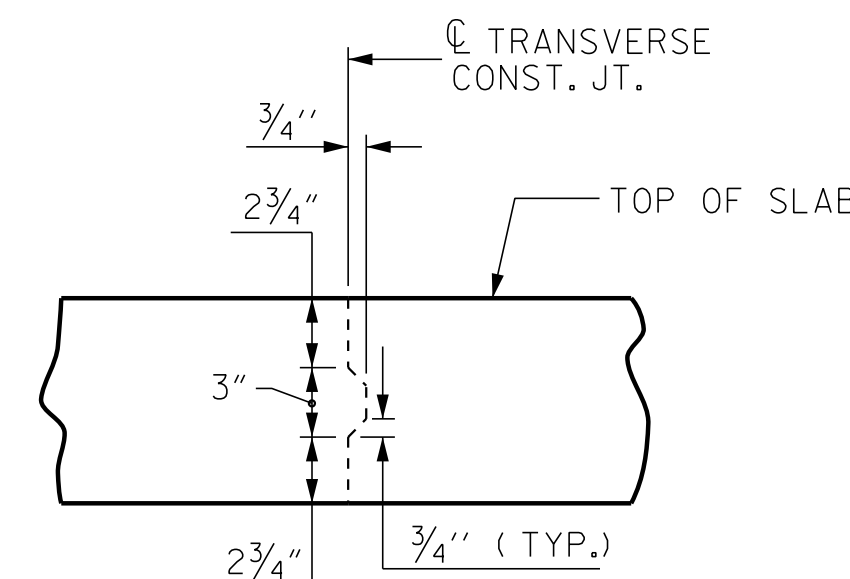 ℄ TRANSVERSE
CONST. JT.
3/4''
2 3/4"
TOP OF SLAB
3"
3/4'' ( TYP.)
2 3/4"